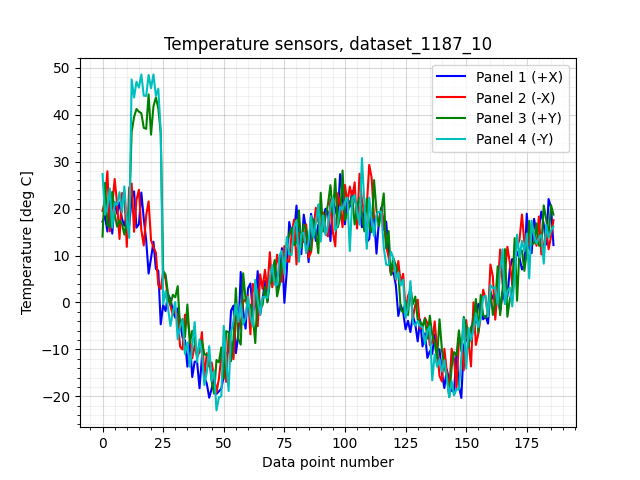 Temperature sensors, dataset_1187_10
Temperature [deg C]
50
40
30
20
10
0
−10
−20
Panel 1 (+X)
Panel 2 (-X)
Panel 3 (+Y)
Panel 4 (-Y)
0 25 50 75 100 125 150 175
Data point number